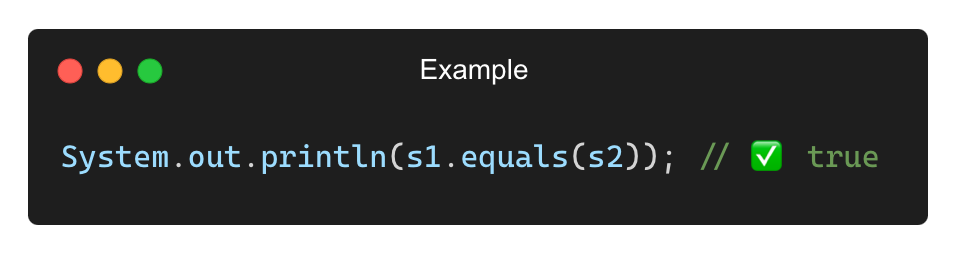 Example
System.out.println(s1.equals(s2)); // ✅ true